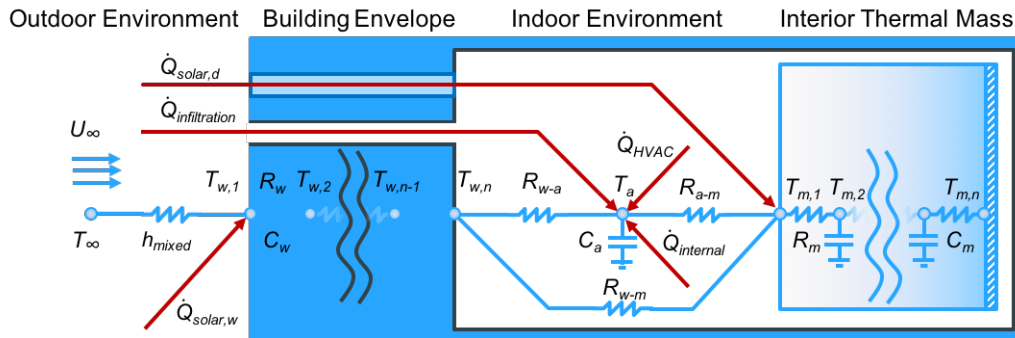 Outdoor Environment Building Envelope Indoor Environment Interior Thermal Mass
Q̇solar,d
Q̇infiltration
U∞
Q̇HVAC
Tw,1 Rw Tw,2 Tw,n-1 Tw,n Rw-a Ta Ra-m Tm,1 Tm,2 Tm,n
T∞ hmixed Cw Ca Q̇internal Rm Cm
Rw-m
Q̇solar,w